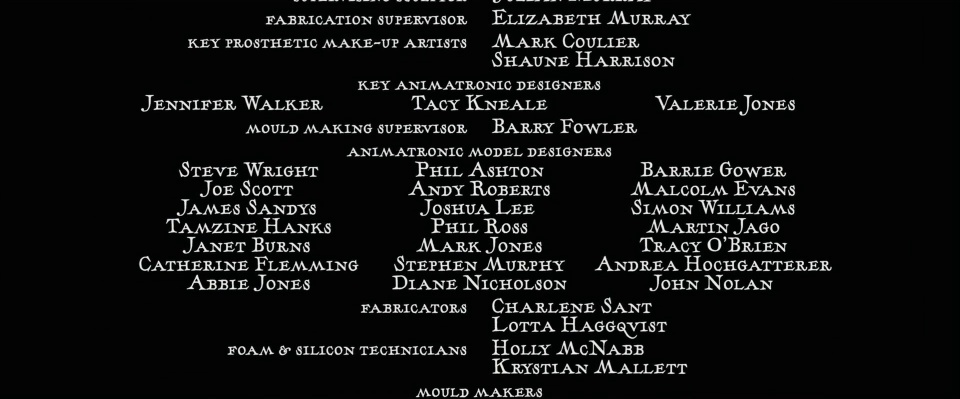 SUPERVISING SCULPTOR JULIAN MURRAY
FABRICATION SUPERVISOR ELIZABETH MURRAY
KEY PROSTHETIC MAKE-UP ARTISTS MARK COULIER
SHAUNE HARRISON
KEY ANIMATRONIC DESIGNERS
JENNIFER WALKER TACY KNEALE VALERIE JONES
MOULD MAKING SUPERVISOR BARRY FOWLER
ANIMATRONIC MODEL DESIGNERS
STEVE WRIGHT PHIL ASHTON BARRIE GOWER
JOE SCOTT ANDY ROBERTS MALCOLM EVANS
JAMES SANDYS JOSHUA LEE SIMON WILLIAMS
TAMZINE HANKS PHIL ROSS MARTIN JAGO
JANET BURNS MARK JONES TRACY O'BRIEN
CATHERINE FLEMMING STEPHEN MURPHY ANDREA HOCHGATTERER
ABBIE JONES DIANE NICHOLSON JOHN NOLAN
FABRICATORS CHARLENE SANT
LOTTA HAGGQVIST
FOAM & SILICON TECHNICIANS HOLLY MCNABB
KRYSTIAN MALLETT
MOULD MAKERS